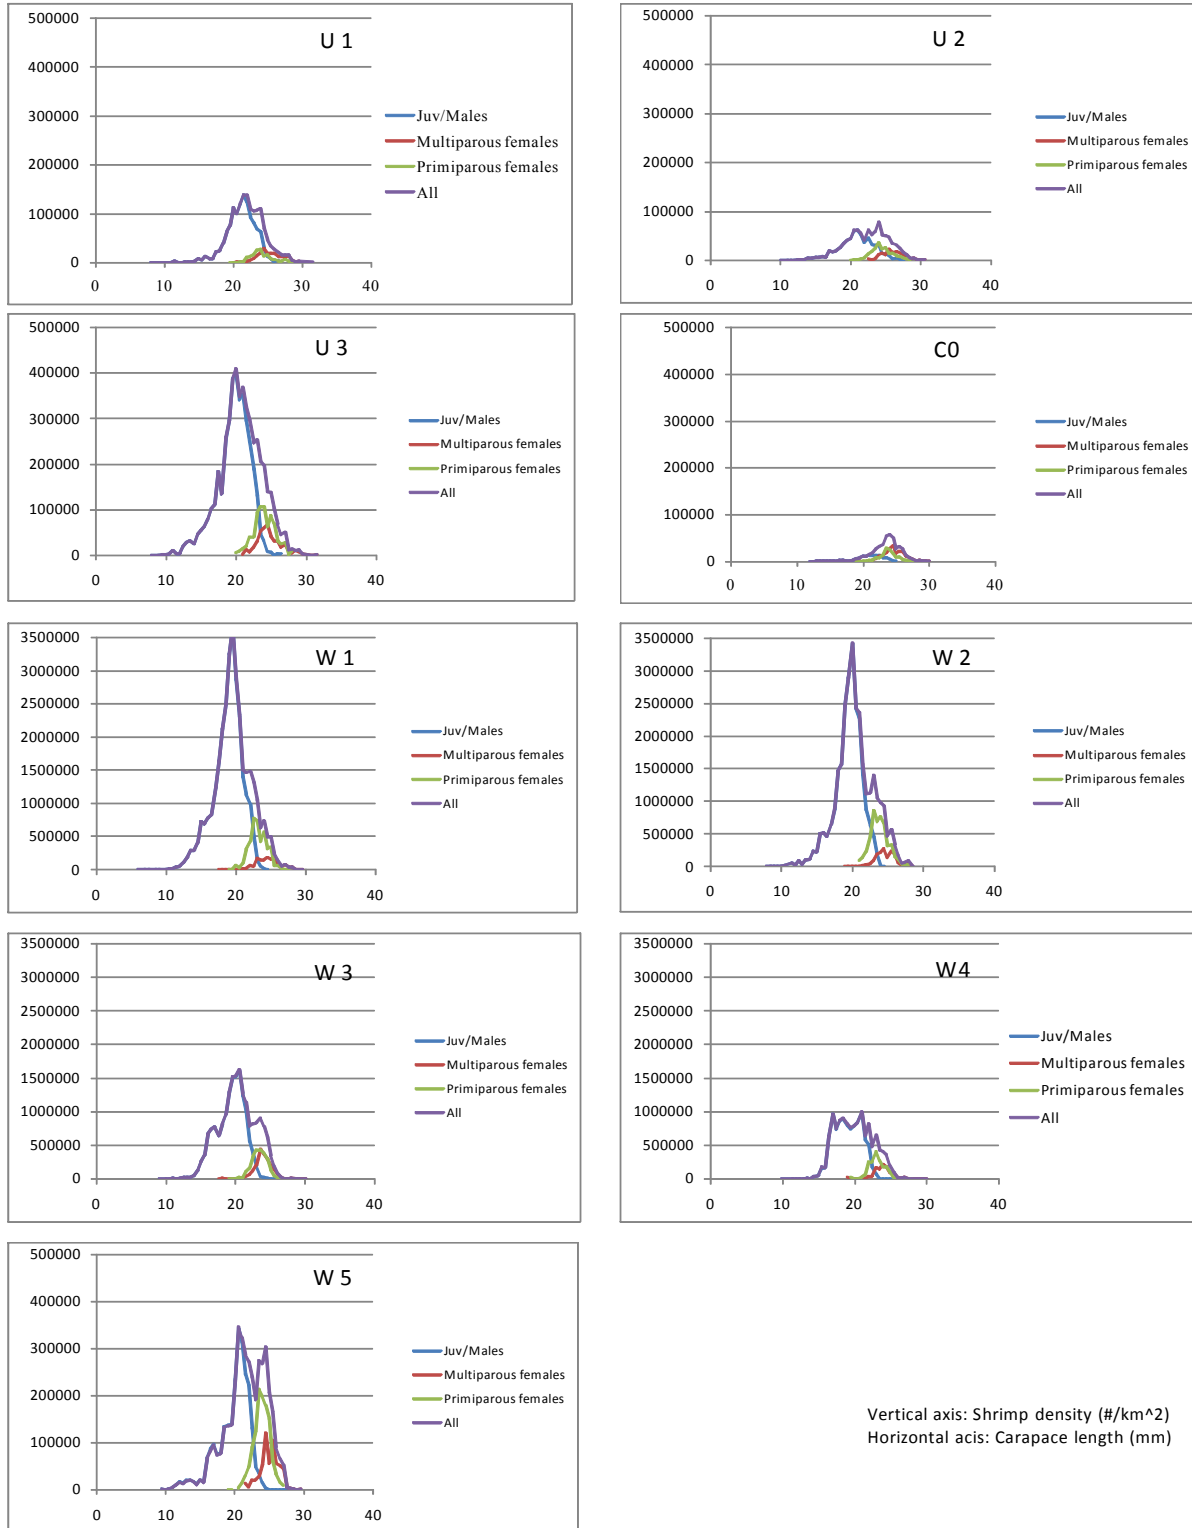 U 1
500000
400000
300000
200000
100000
0
0 10 20 30 40
Juv/Males
Multiparous females
Primiparous females
All
U 2
500000
400000
300000
200000
100000
0
0 10 20 30 40
Juv/Males
Multiparous females
Primiparous females
All
U 3
500000
400000
300000
200000
100000
0
0 10 20 30 40
Juv/Males
Multiparous females
Primiparous females
All
C0
500000
400000
300000
200000
100000
0
0 10 20 30 40
Juv/Males
Multiparous females
Primiparous females
All
W 1
3500000
3000000
2500000
2000000
1500000
1000000
500000
0
0 10 20 30 40
Juv/Males
Multiparous females
Primiparous females
All
W 2
3500000
3000000
2500000
2000000
1500000
1000000
500000
0
0 10 20 30 40
Juv/Males
Multiparous females
Primiparous females
All
W 3
3500000
3000000
2500000
2000000
1500000
1000000
500000
0
0 10 20 30 40
Juv/Males
Multiparous females
Primiparous females
All
W4
3500000
3000000
2500000
2000000
1500000
1000000
500000
0
0 10 20 30 40
Juv/Males
Multiparous females
Primiparous females
All
W 5
500000
400000
300000
200000
100000
0
0 10 20 30 40
Juv/Males
Multiparous females
Primiparous females
All
Vertical axis: Shrimp density (#/km^2)
Horizontal acis: Carapace length (mm)